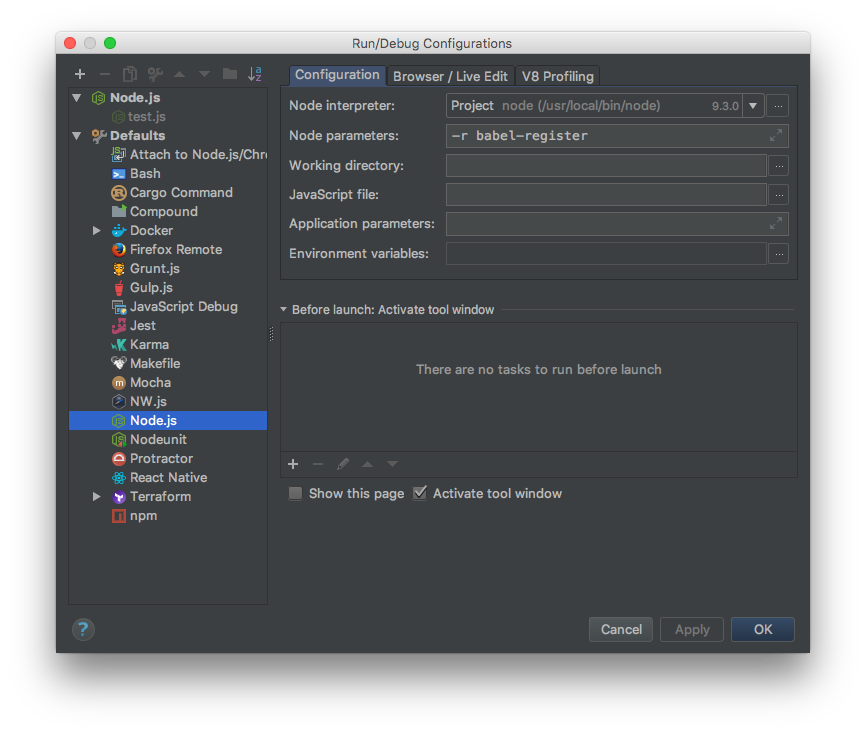 Run/Debug Configurations
Node.js
test.js
Defaults
Attach to Node.js/Chro
Bash
Cargo Command
Compound
Docker
Firefox Remote
Grunt.js
Gulp.js
JavaScript Debug
Jest
Karma
Makefile
Mocha
NW.js
Node.js
Nodeunit
Protractor
React Native
Terraform
npm
Configuration Browser / Live Edit V8 Profiling
Node interpreter: Project node (/usr/local/bin/node) 9.3.0 ...
Node parameters: -r babel-register
Working directory: ...
JavaScript file: ...
Application parameters:
Environment variables: ...
Before launch: Activate tool window
There are no tasks to run before launch
Show this page Activate tool window
? Cancel Apply OK